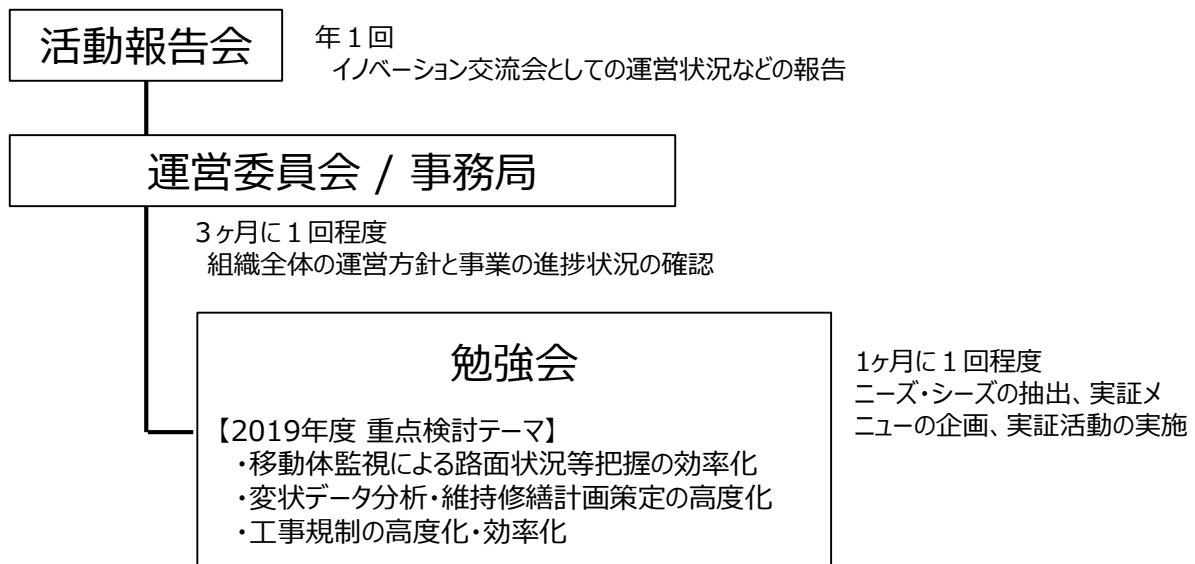 活動報告会
年1回
イノベーション交流会としての運営状況などの報告
運営委員会 / 事務局
3ヶ月に1回程度
組織全体の運営方針と事業の進捗状況の確認
勉強会
【2019年度 重点検討テーマ】
・移動体監視による路面状況等把握の効率化
・変状データ分析・維持修繕計画策定の高度化
・工事規制の高度化・効率化
1ヶ月に1回程度
ニーズ・シーズの抽出、実証メ
ニューの企画、実証活動の実施